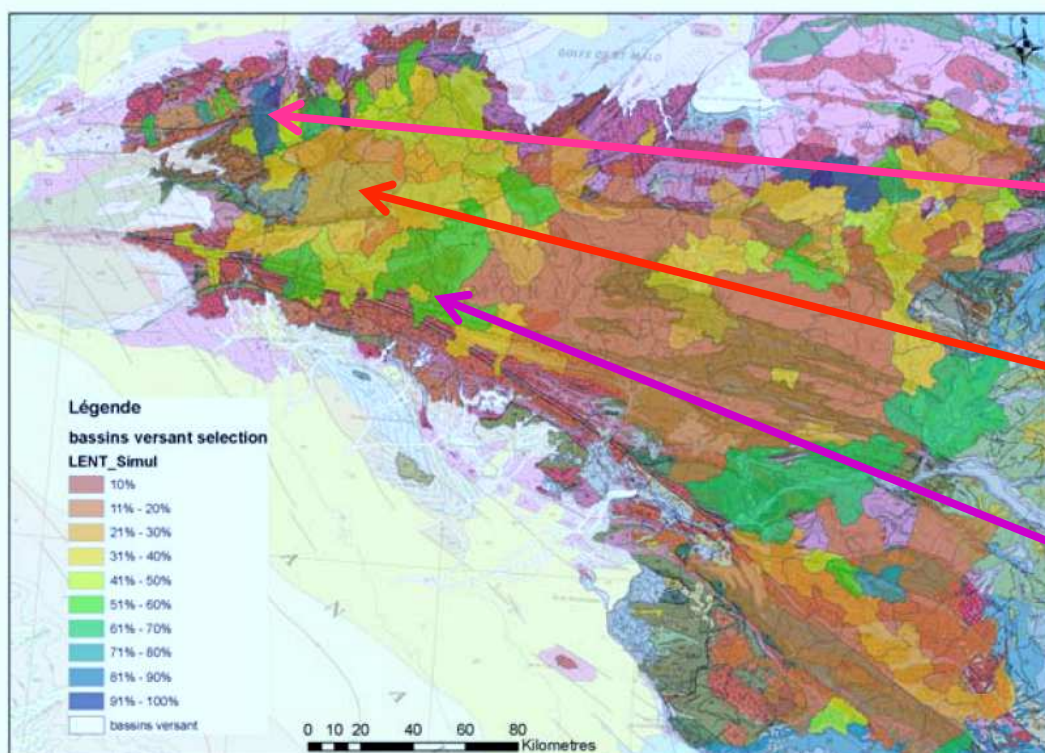 GOLFE DE ST MALO
N
S
Légende
bassins versant selection
LENT_Simul
10%
11% - 20%
21% - 30%
31% - 40%
41% - 50%
51% - 60%
61% - 70%
71% - 80%
81% - 90%
91% - 100%
bassins versant
A
N
A
0 10 20 40 60 80
Kilometres